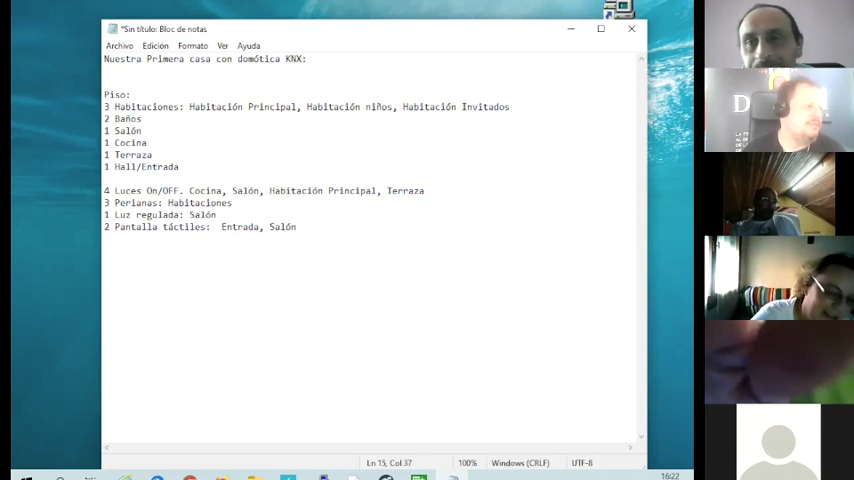 *Sin título: Bloc de notas
Archivo Edición Formato Ver Ayuda
Nuestra Primera casa con domótica KNX:
Piso:
3 Habitaciones: Habitación Principal, Habitación niños, Habitación Invitados
2 Baños
1 Salón
1 Cocina
1 Terraza
1 Hall/Entrada
4 Luces On/OFF. Cocina, Salón, Habitación Principal, Terraza
3 Perianas: Habitaciones
1 Luz regulada: Salón
2 Pantalla táctiles:  Entrada, Salón
Ln 15, Col 37 100% Windows (CRLF) UTF-8
16:22